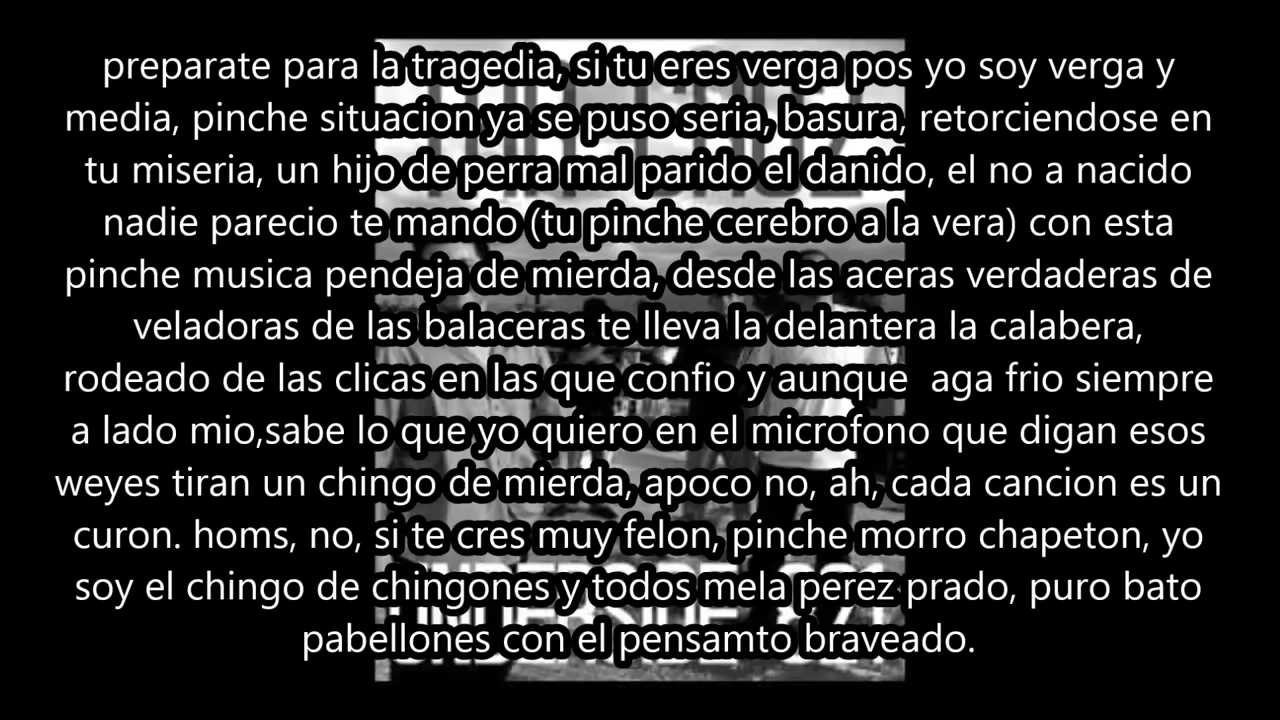 preparate para la tragedia, si tu eres verga pos yo soy verga y
media, pinche situacion ya se puso seria, basura, retorciendose en
tu miseria, un hijo de perra mal parido el danido, el no a nacido
nadie parecio te mando (tu pinche cerebro a la vera) con esta
pinche musica pendeja de mierda, desde las aceras verdaderas de
veladoras de las balaceras te lleva la delantera la calabera,
rodeado de las clicas en las que confio y aunque  aga frio siempre
a lado mio,sabe lo que yo quiero en el microfono que digan esos
weyes tiran un chingo de mierda, apoco no, ah, cada cancion es un
curon. homs, no, si te cres muy felon, pinche morro chapeton, yo
soy el chingo de chingones y todos mela perez prado, puro bato
pabellones con el pensamto braveado.